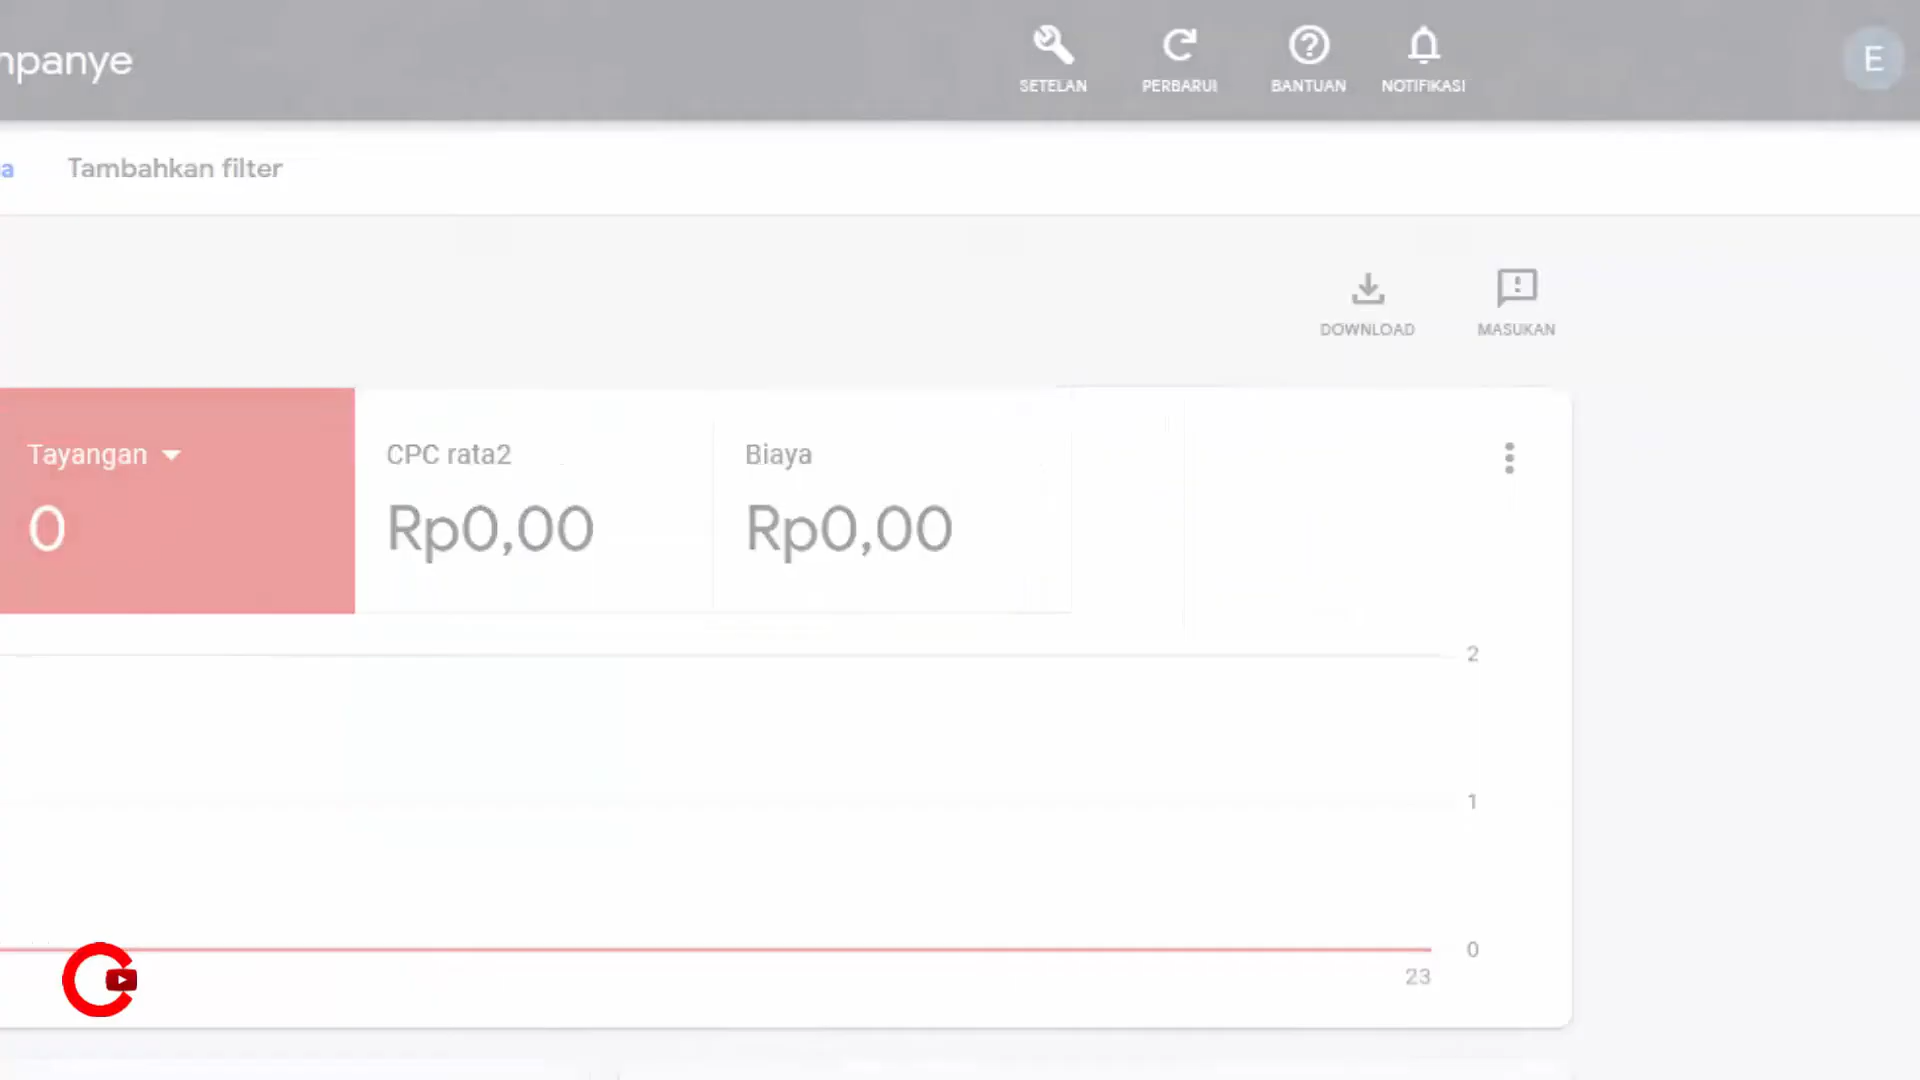 mpanye
SETELAN
PERBARUI
BANTUAN
NOTIFIKASI
E
a
Tambahkan filter
DOWNLOAD
MASUKAN
Tayangan
0
CPC rata2
Rp0,00
Biaya
Rp0,00
2
1
0
23